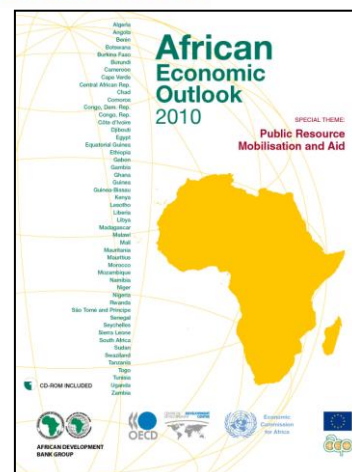 Algeria
Angola
Benin
Botswana
Burkina Faso
Burundi
Cameroon
Cape Verde
Central African Rep.
Chad
Comoros
Congo, Dem. Rep.
Congo, Rep.
Côte d'Ivoire
Djibouti
Egypt
Equatorial Guinea
Ethiopia
Gabon
Gambia
Ghana
Guinea
Guinea-Bissau
Kenya
Lesotho
Liberia
Libya
Madagascar
Malawi
Mali
Mauritania
Mauritius
Morocco
Mozambique
Namibia
Niger
Nigeria
Rwanda
São Tomé and Principe
Senegal
Seychelles
Sierra Leone
South Africa
Sudan
Swaziland
Tanzania
Togo
Tunisia
Uganda
Zambia
African
Economic
Outlook
2010
SPECIAL THEME:
Public Resource
Mobilisation and Aid
CD-ROM INCLUDED
AFRICAN DEVELOPMENT
BANK GROUP
OECD
Economic
Commission
for Africa